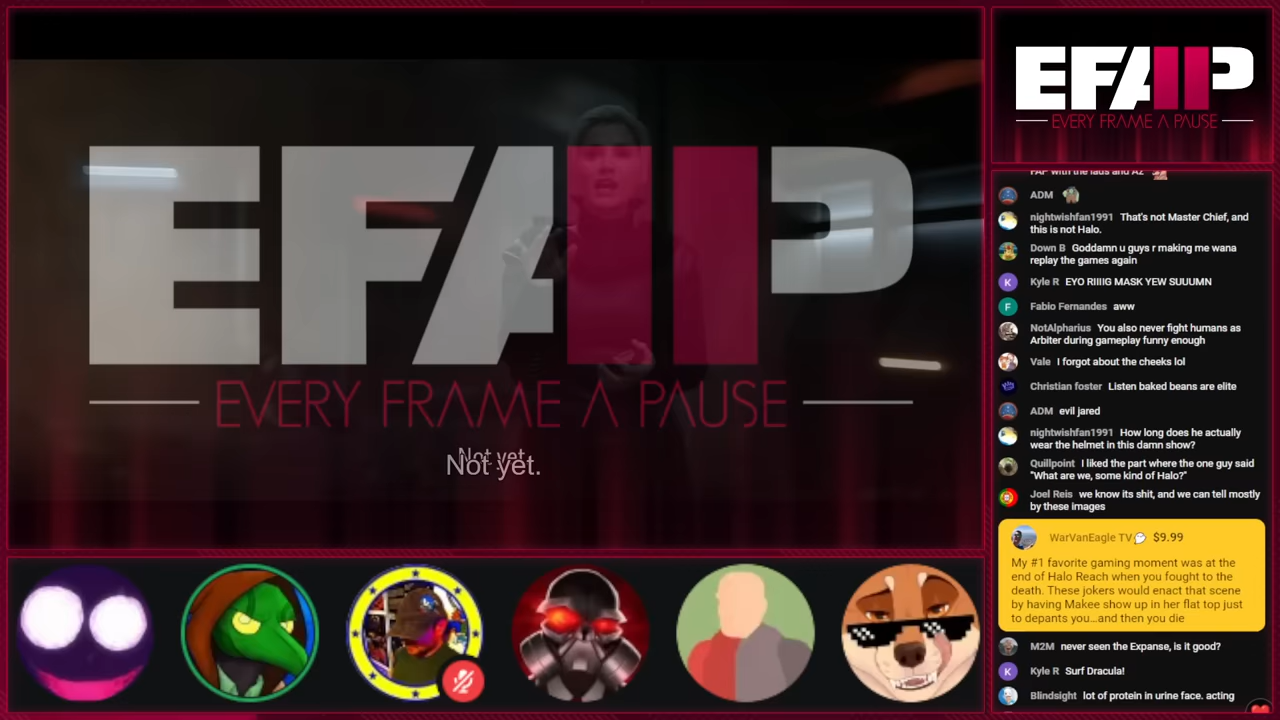 EFAP
EVERY FRAME A PAUSE
Not yet.
Not yet.
EFAP
EVERY FRAME A PAUSE
FAP with the lads and AZ
ADM
nightwishfan1991 That's not Master Chief, and
this is not Halo.
Down B Goddamn u guys r making me wana
replay the games again
K
Kyle R EYO RIIIIG MASK YEW SUUUMN
F
Fabio Fernandes aww
NotAlpharius You also never fight humans as
Arbiter during gameplay funny enough
Vale I forgot about the cheeks lol
Christian foster Listen baked beans are elite
ADM evil jared
nightwishfan1991 How long does he actually
wear the helmet in this damn show?
Quillpoint I liked the part where the one guy said
"What are we, some kind of Halo?"
Joel Reis we know its shit, and we can tell mostly
by these images
WarVanEagle TV $9.99
My #1 favorite gaming moment was at the
end of Halo Reach when you fought to the
death. These jokers would enact that scene
by having Makee show up in her flat top just
to depants you...and then you die
M2M never seen the Expanse, is it good?
K
Kyle R Surf Dracula!
Blindsight lot of protein in urine face. acting